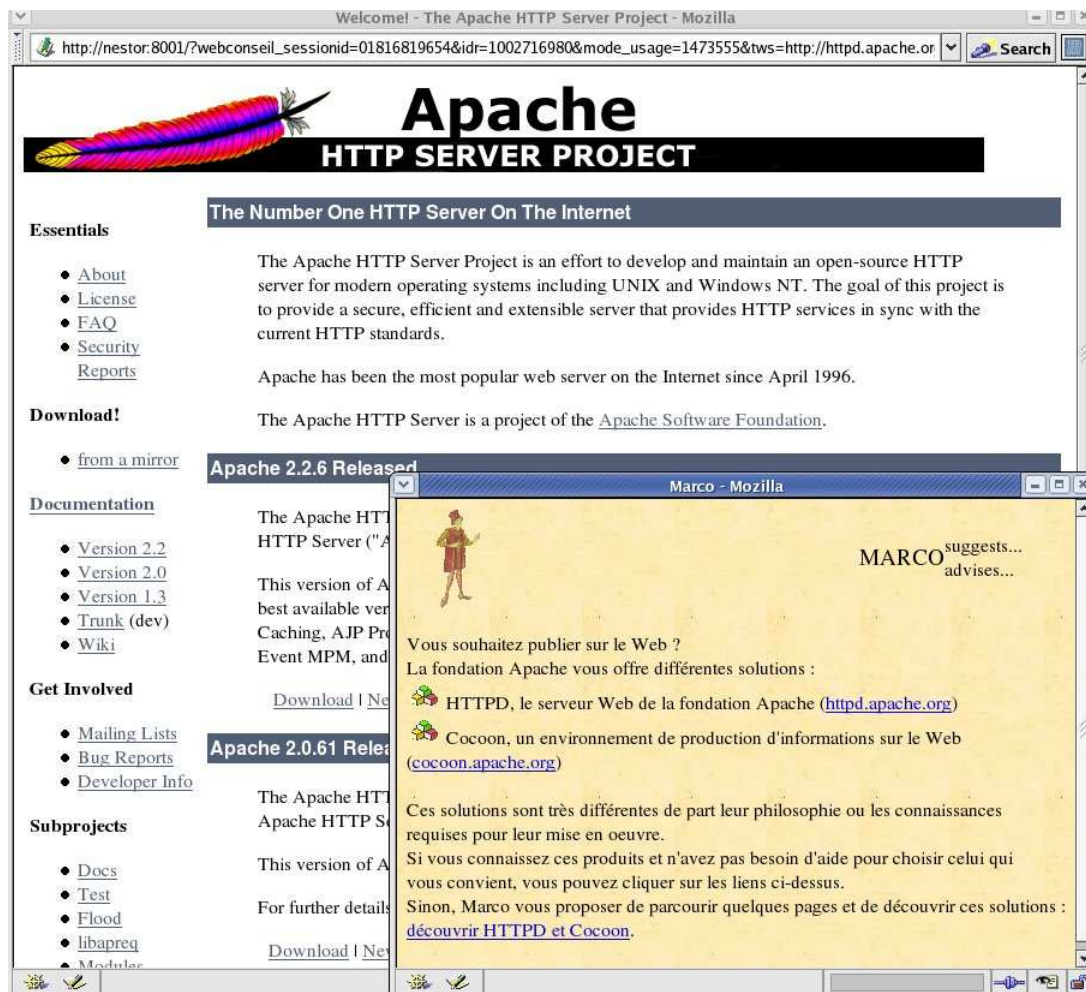 Welcome! - The Apache HTTP Server Project - Mozilla
http://nestor:8001/?webconseil_sessionid=01816819654&idr=1002716980&mode_usage=1473555&tws=http://httpd.apache.or
Search
Apache
HTTP SERVER PROJECT
Essentials
About
License
FAQ
Security
Reports
Download!
from a mirror
Documentation
Version 2.2
Version 2.0
Version 1.3
Trunk (dev)
Wiki
Get Involved
Mailing Lists
Bug Reports
Developer Info
Subprojects
Docs
Test
Flood
libapreq
Modules
The Number One HTTP Server On The Internet
The Apache HTTP Server Project is an effort to develop and maintain an open-source HTTP
server for modern operating systems including UNIX and Windows NT. The goal of this project is
to provide a secure, efficient and extensible server that provides HTTP services in sync with the
current HTTP standards.
Apache has been the most popular web server on the Internet since April 1996.
The Apache HTTP Server is a project of the Apache Software Foundation.
Apache 2.2.6 Released
The Apache HTT
HTTP Server ("A
This version of A
best available ver
Caching, AJP Pro
Event MPM, and
Download | Ne
Apache 2.0.61 Relea
The Apache HTT
Apache HTTP Se
This version of A
For further details
Download | Nev
Marco - Mozilla
MARCO suggests...
advises...
Vous souhaitez publier sur le Web ?
La fondation Apache vous offre différentes solutions :
HTTPD, le serveur Web de la fondation Apache (httpd.apache.org)
Cocoon, un environnement de production d'informations sur le Web
(cocoon.apache.org)
Ces solutions sont très différentes de part leur philosophie ou les connaissances
requises pour leur mise en oeuvre.
Si vous connaissez ces produits et n'avez pas besoin d'aide pour choisir celui qui
vous convient, vous pouvez cliquer sur les liens ci-dessus.
Sinon, Marco vous proposer de parcourir quelques pages et de découvrir ces solutions :
découvrir HTTPD et Cocoon.